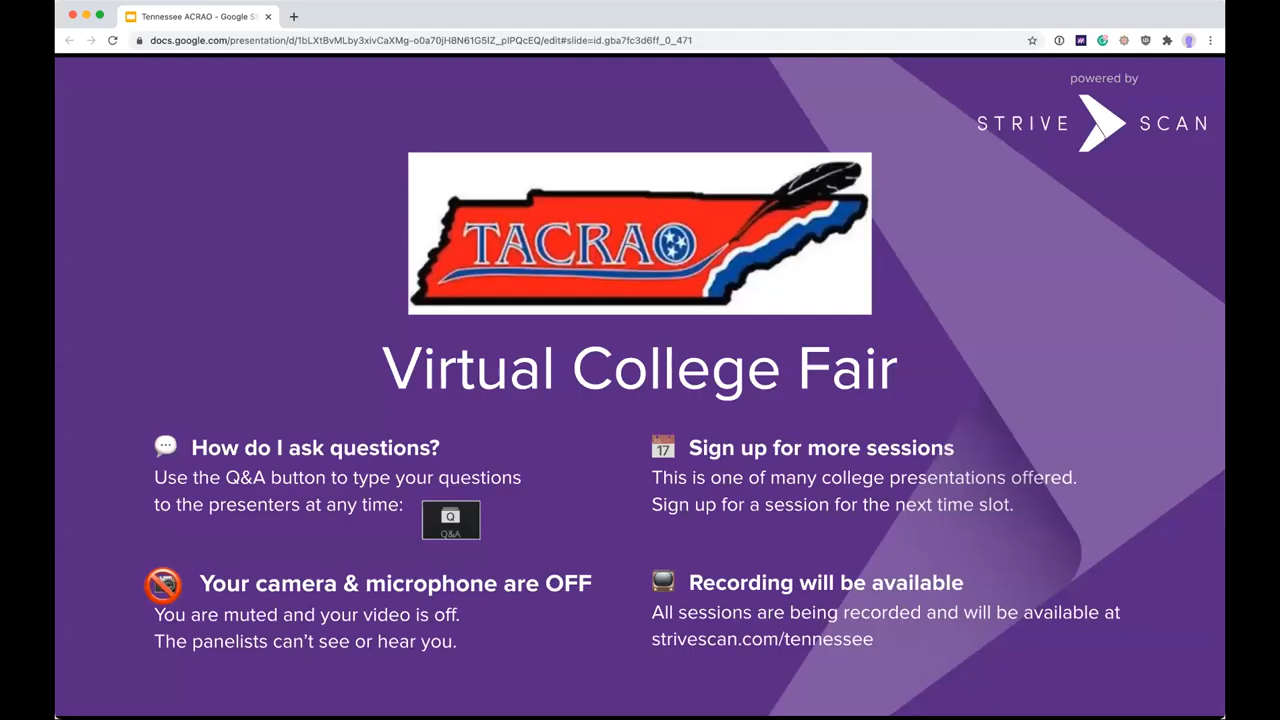 Tennessee ACRAO - Google Sl
docs.google.com/presentation/d/1bLXtBvMLby3xivCaXMg-o0a70jH8N61G5IZ_pIPQcEQ/edit#slide=id.gba7fc3d6ff_0_471
powered by
STRIVE SCAN
TACRAO
Virtual College Fair
How do I ask questions?
Use the Q&A button to type your questions
to the presenters at any time:
Q
Q&A
17
Sign up for more sessions
This is one of many college presentations offered.
Sign up for a session for the next time slot.
Your camera & microphone are OFF
You are muted and your video is off.
The panelists can’t see or hear you.
Recording will be available
All sessions are being recorded and will be available at
strivescan.com/tennessee